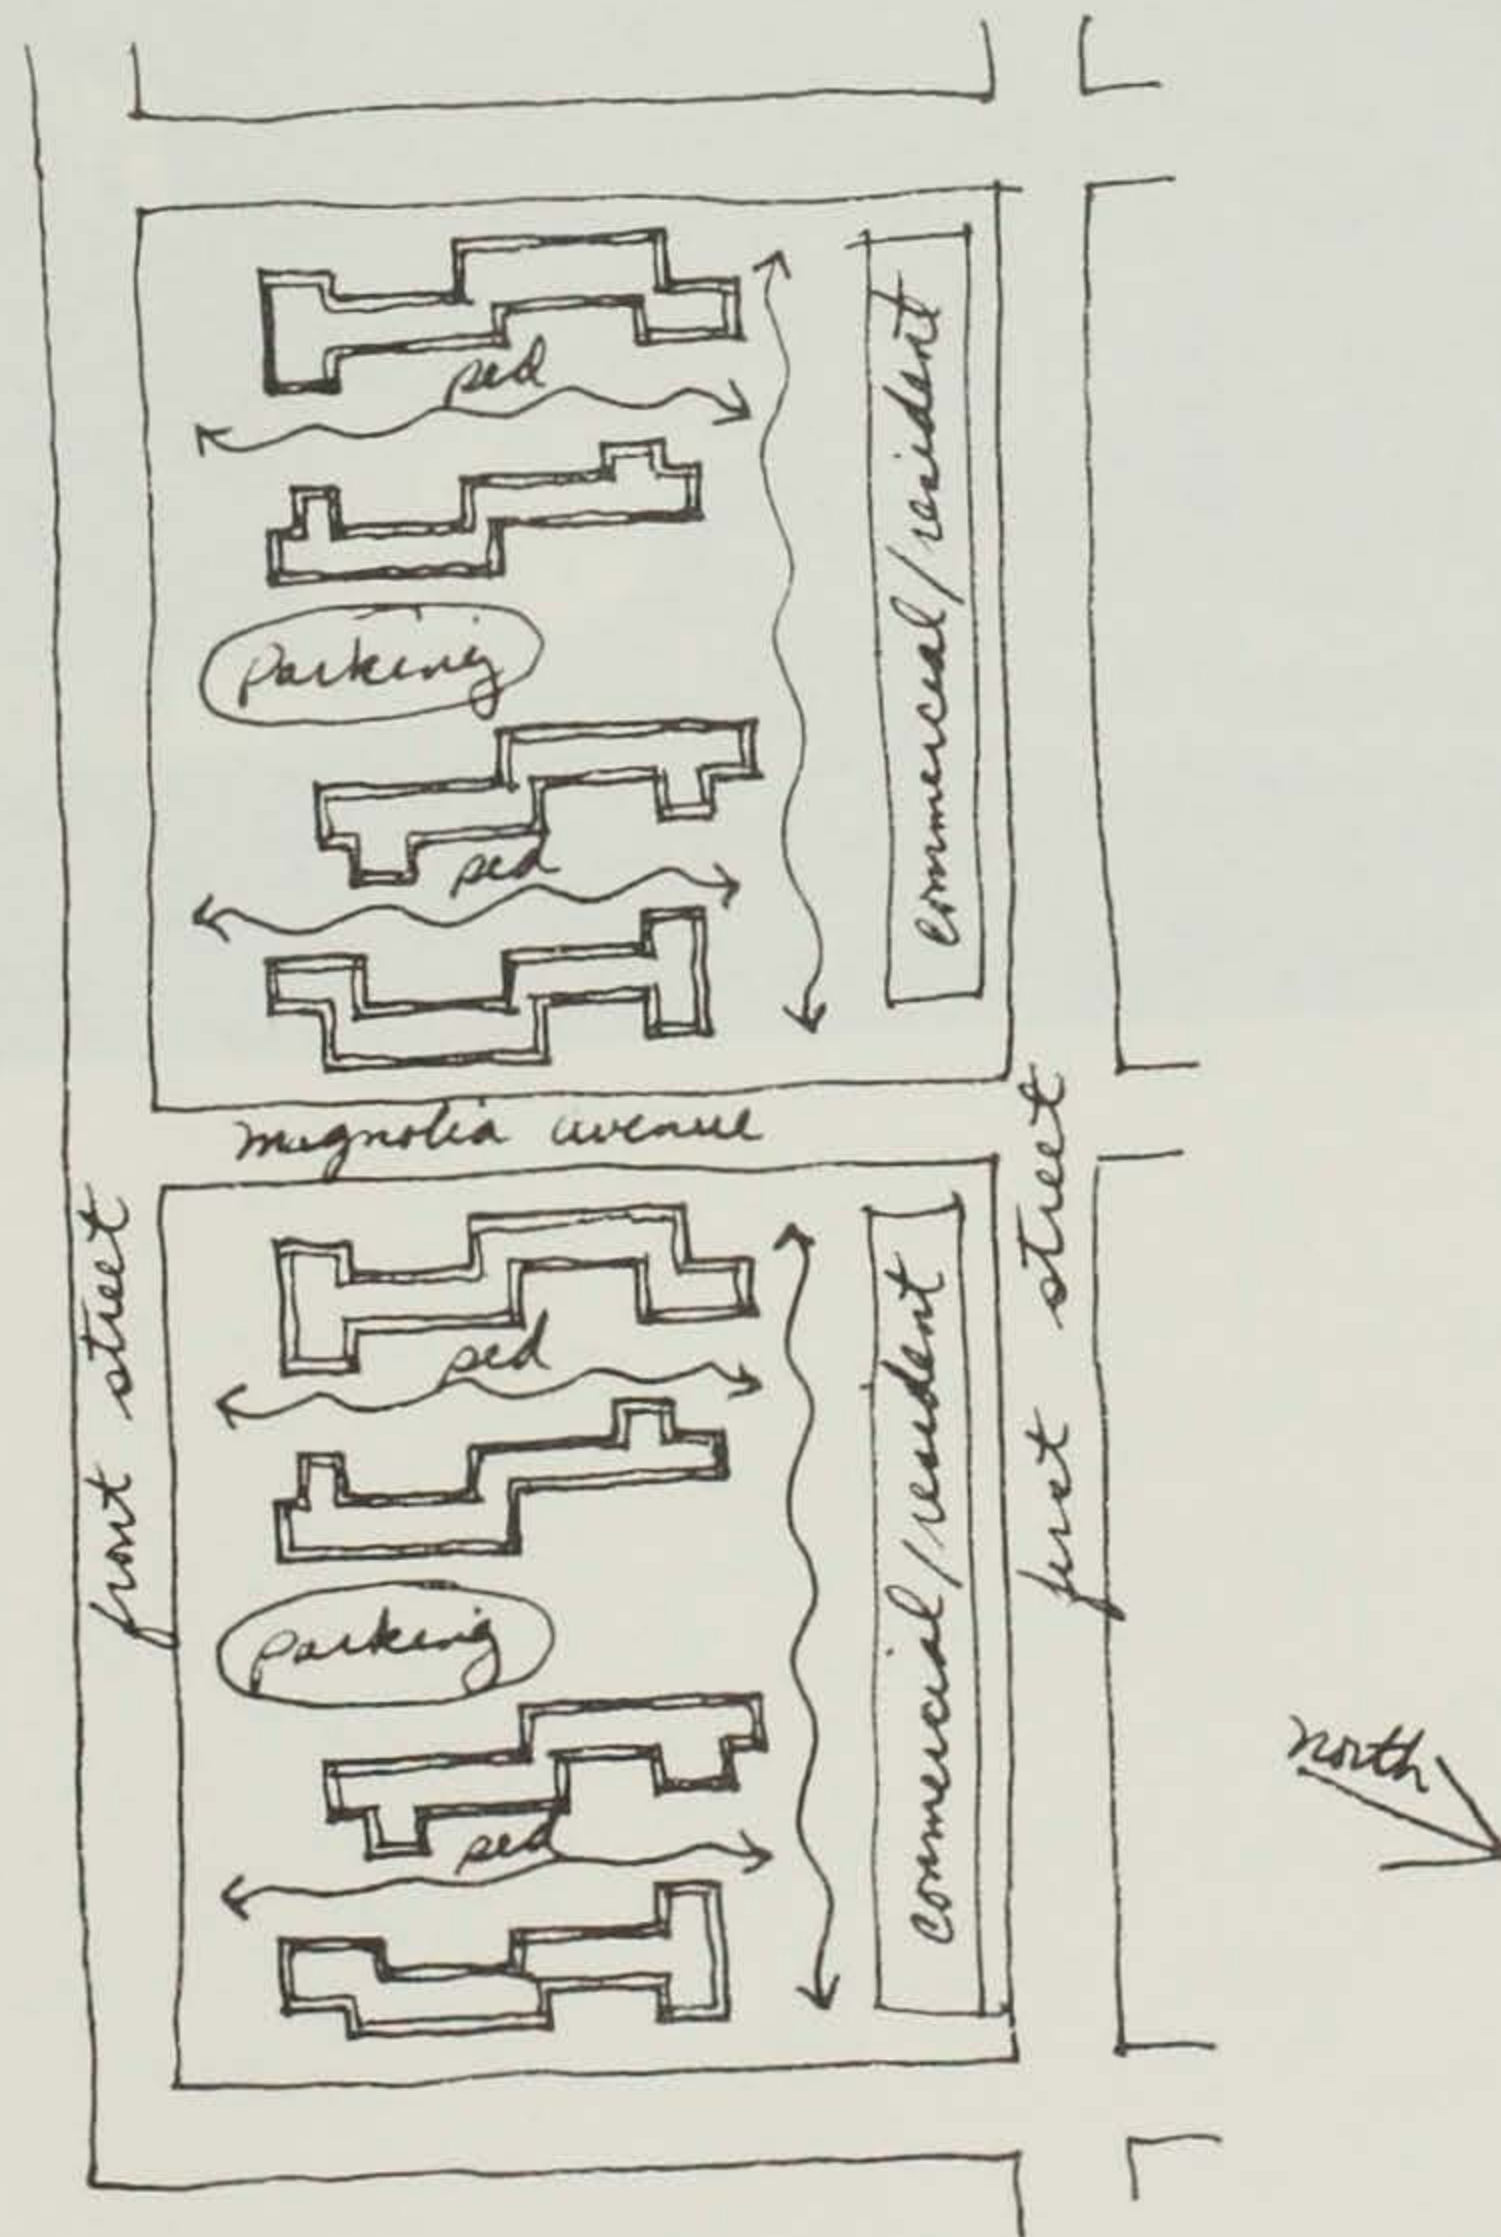 ped
commercial/resident
Parking
ped
magnolia avenue
front street
first street
ped
commercial/resident
parking
north
ped